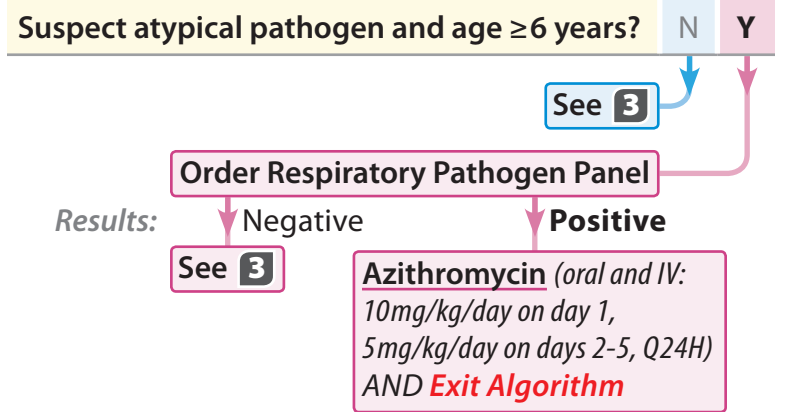 Suspect atypical pathogen and age ≥6 years? N Y
See 3
Order Respiratory Pathogen Panel
Results: Negative Positive
See 3
Azithromycin (oral and IV:
10mg/kg/day on day 1,
5mg/kg/day on days 2-5, Q24H)
AND Exit Algorithm